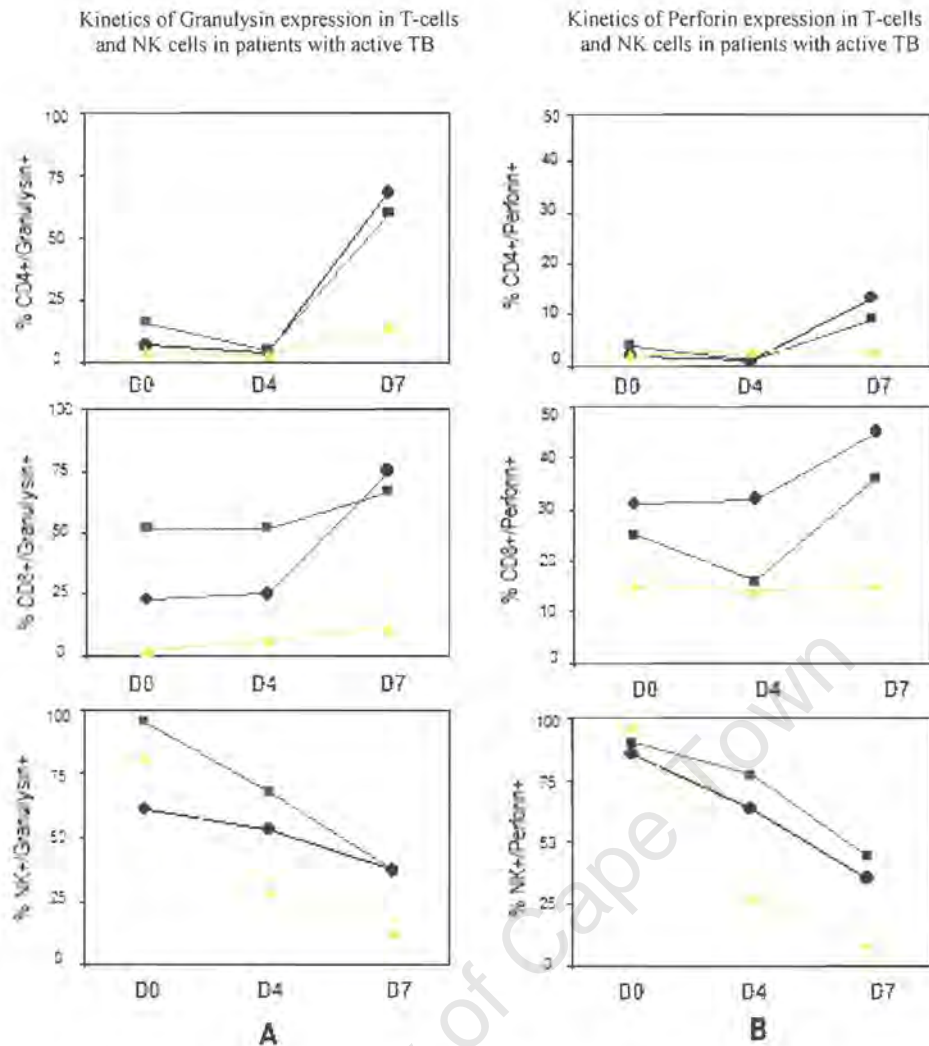 Kinetics of Granulysin expression in T-cells
and NK cells in patients with active TB
Kinetics of Perforin expression in T-cells
and NK cells in patients with active TB
% CD4+/Granulysin+
100
75
50
25
D0 D4 D7
% CD4+/Perforin+
50
40
30
20
10
0
D0 D4 D7
% CD8+/Granulysin+
100
75
50
25
0
D0 D4 D7
% CD8+/Perforin+
50
40
30
20
10
0
D0 D4 D7
% NK+/Granulysin+
100
75
50
25
0
D0 D4 D7
% NK+/Perforin+
100
75
50
25
0
D0 D4 D7
A
B
of Cape Town